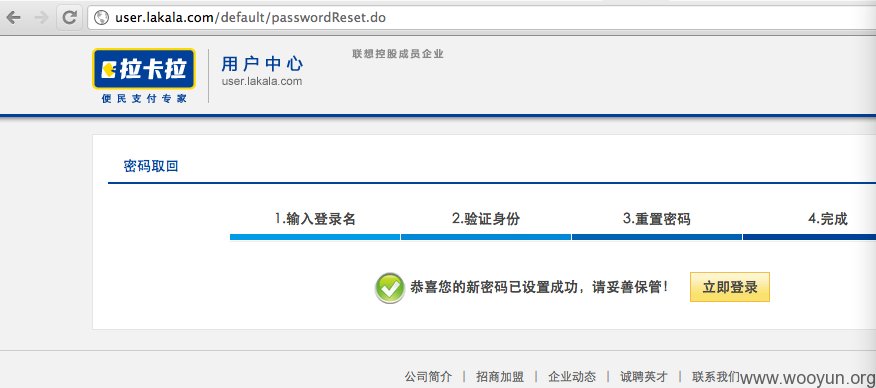 user.lakala.com/default/passwordReset.do
拉卡拉
便民支付专家
用户中心
user.lakala.com
联想控股成员企业
密码取回
1.输入登录名 2.验证身份 3.重置密码 4.完成
恭喜您的新密码已设置成功，请妥善保管！ 立即登录
公司简介 | 招商加盟 | 企业动态 | 诚聘英才 | 联系我们
www.wooyun.org